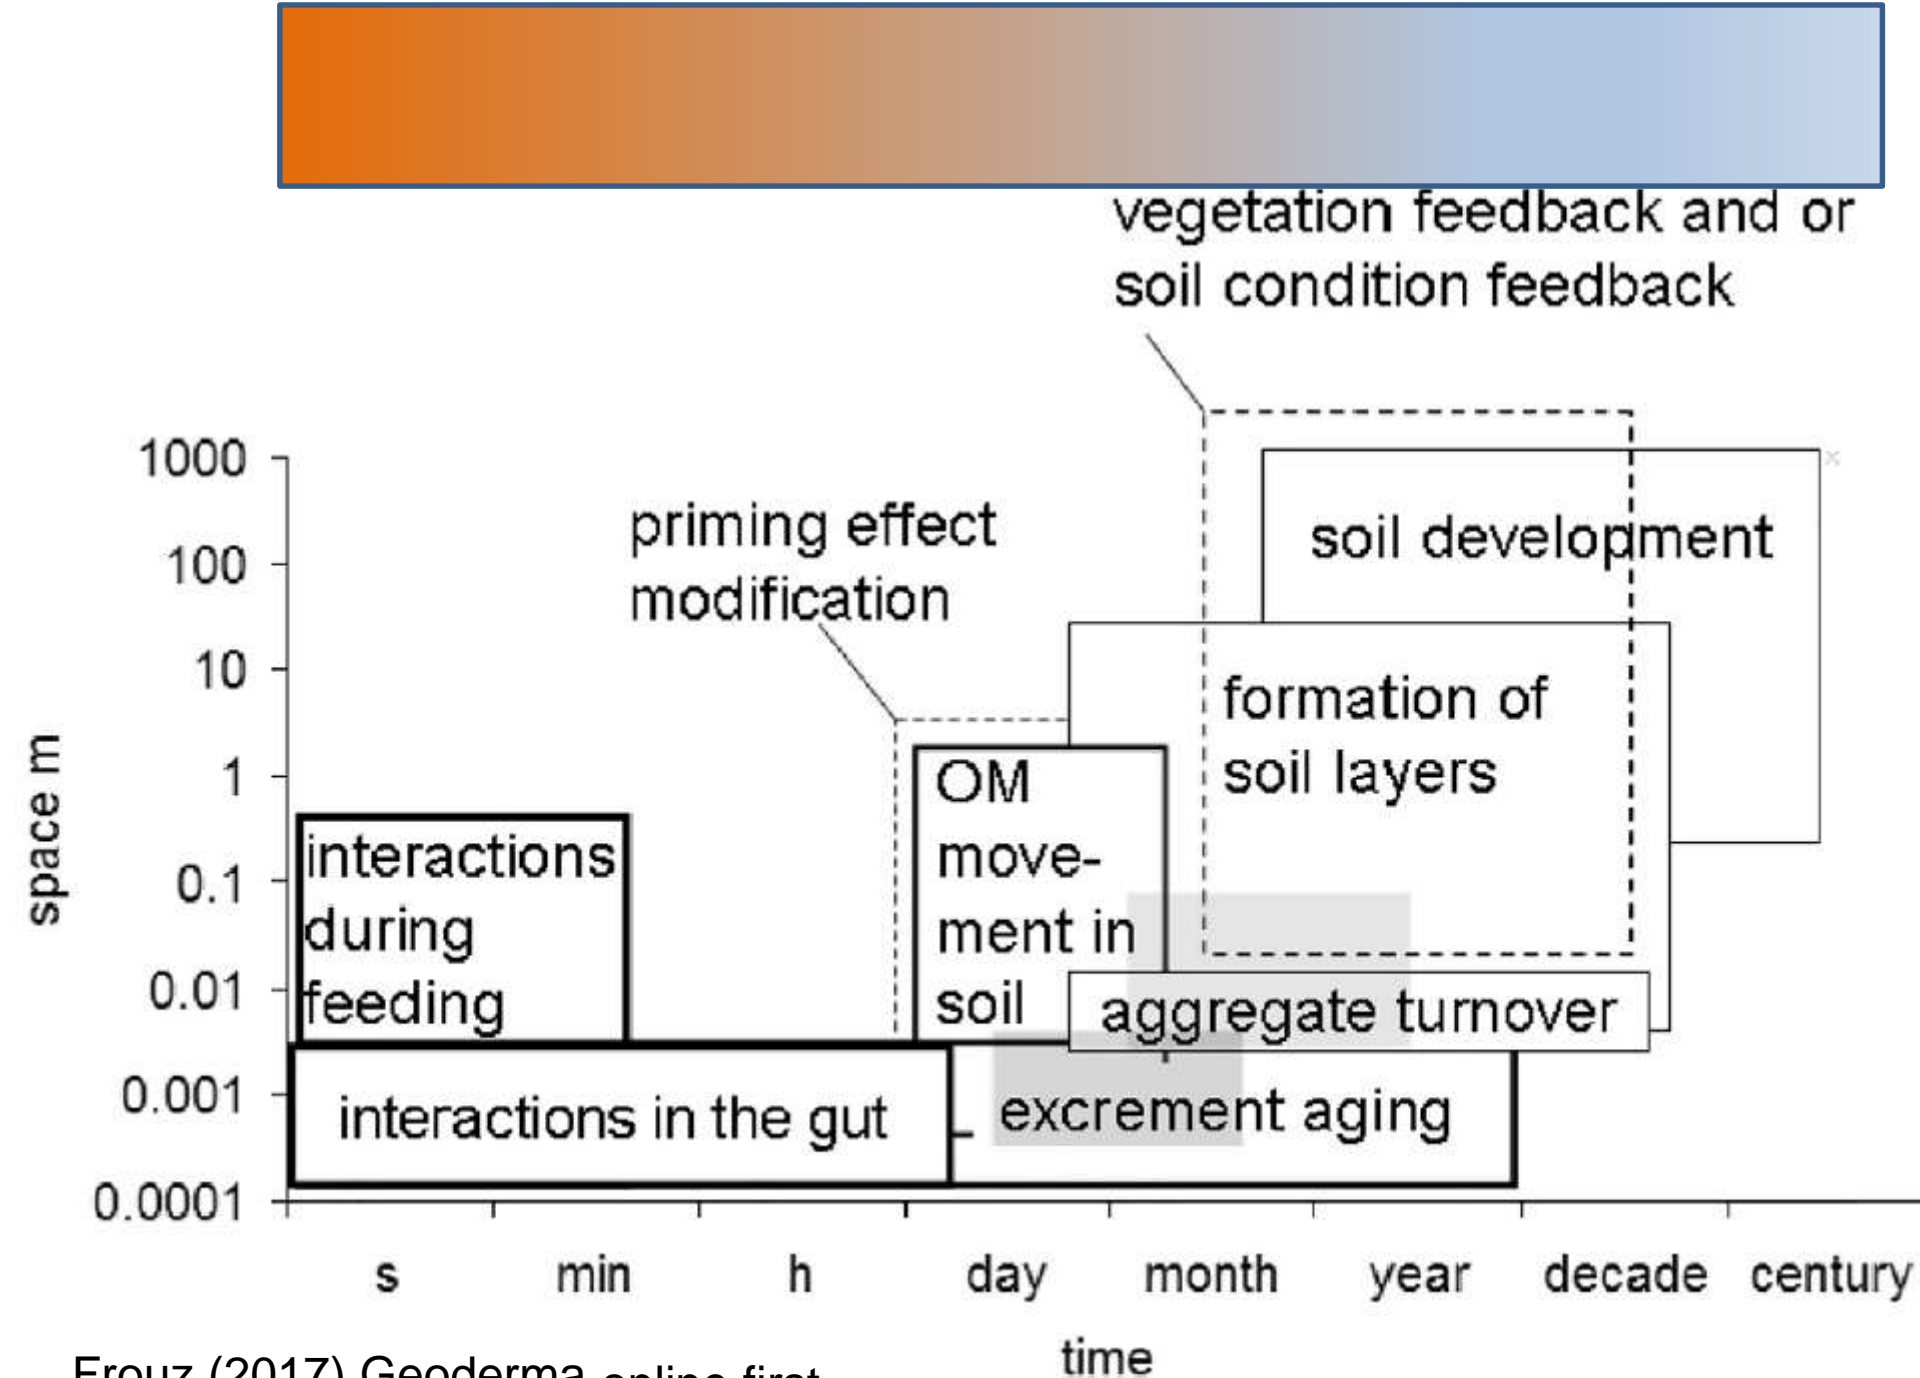 vegetation feedback and or
soil condition feedback
1000
100
10
1
0.1
0.01
0.001
0.0001
space m
priming effect
modification
soil development
formation of
soil layers
OM
move-
ment in
soil
interactions
during
feeding
aggregate turnover
interactions in the gut
excrement aging
s min h day month year decade century
time
Frouz (2017) Geoderma online first